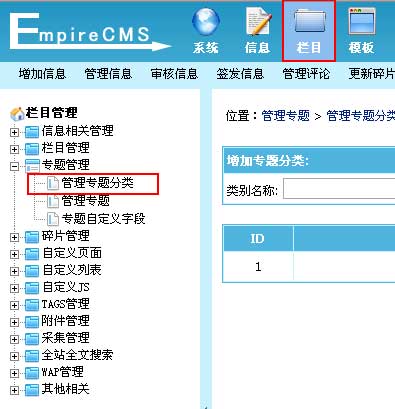 EmpireCMS
系统 信息 栏目 模板
增加信息 管理信息 审核信息 签发信息 管理评论 更新碎片
栏目管理
信息相关管理
栏目管理
专题管理
管理专题分类
管理专题
专题自定义字段
碎片管理
自定义页面
自定义列表
自定义JS
TAGS管理
附件管理
采集管理
全站全文搜索
WAP管理
其他相关
位置：管理专题 > 管理专题分类
增加专题分类:
类别名称:
ID
1